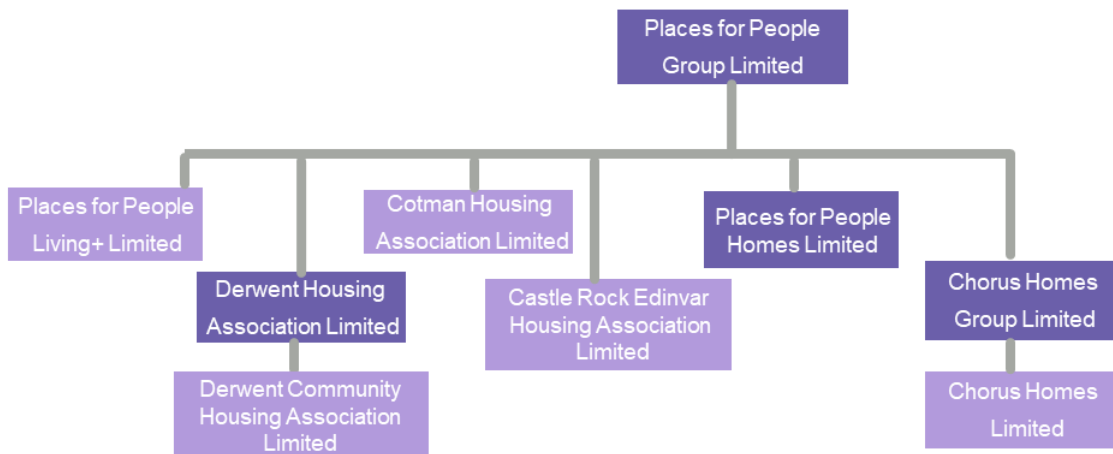 Places for People
Group Limited
Places for People
Living+ Limited
Cotman Housing
Association Limited
Places for People
Homes Limited
Derwent Housing
Association Limited
Castle Rock Edinvar
Housing Association
Limited
Chorus Homes
Group Limited
Derwent Community
Housing Association
Limited
Chorus Homes
Limited